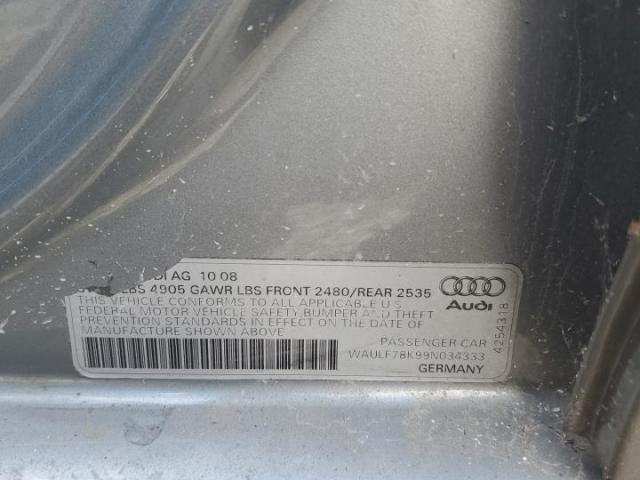 AG 10 08
LBS 4905 GAWR LBS FRONT 2480/REAR 2535
THIS VEHICLE CONFORMS TO ALL APPLICABLE U.S.
FEDERAL MOTOR VEHICLE SAFETY BUMPER AND THEFT
PREVENTION STANDARDS IN EFFECT ON THE DATE OF
MANUFACTURE SHOWN ABOVE
Audi
4254318
PASSENGER CAR
WAULF78K99N034333
GERMANY